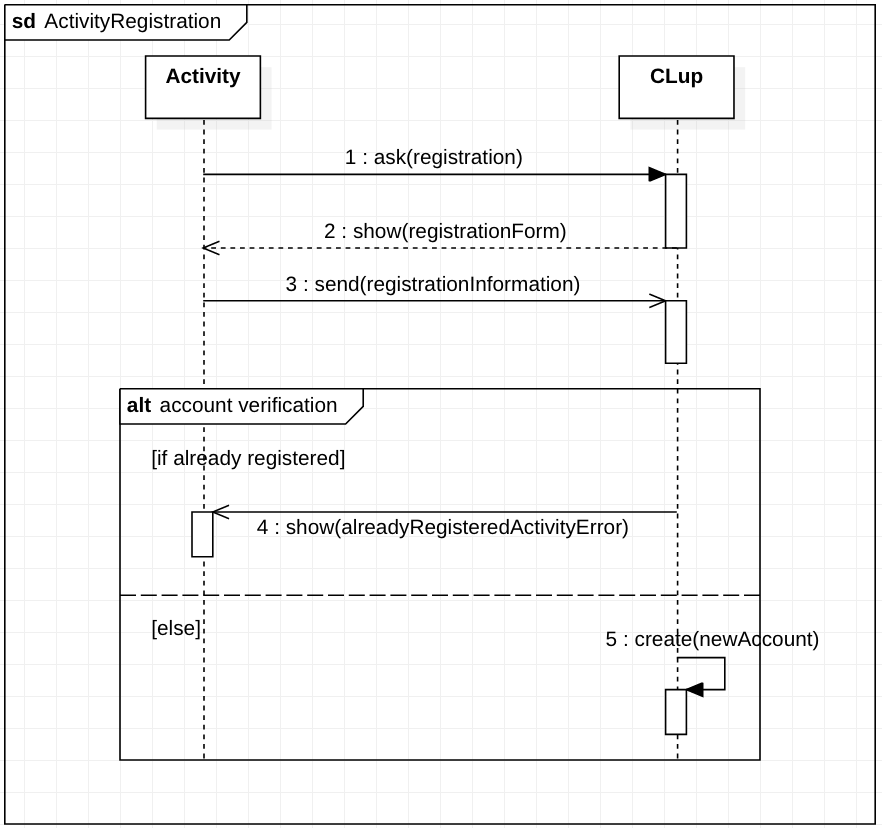 sd ActivityRegistration
Activity
CLup
1 : ask(registration)
2 : show(registrationForm)
3 : send(registrationInformation)
alt account verification
[if already registered]
4 : show(alreadyRegisteredActivityError)
[else]
5 : create(newAccount)